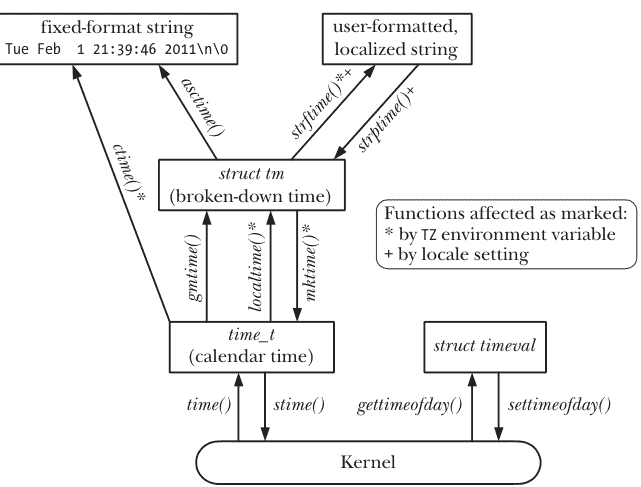 fixed-format string
Tue Feb  1 21:39:46 2011\n\0
user-formatted,
localized string
asctime()
strftime()*+
strptime()+
ctime()*
struct tm
(broken-down time)
Functions affected as marked:
* by TZ environment variable
+ by locale setting
gmtime()
localtime()*
mktime()*
time_t
(calendar time)
struct timeval
time()
stime()
gettimeofday()
settimeofday()
Kernel